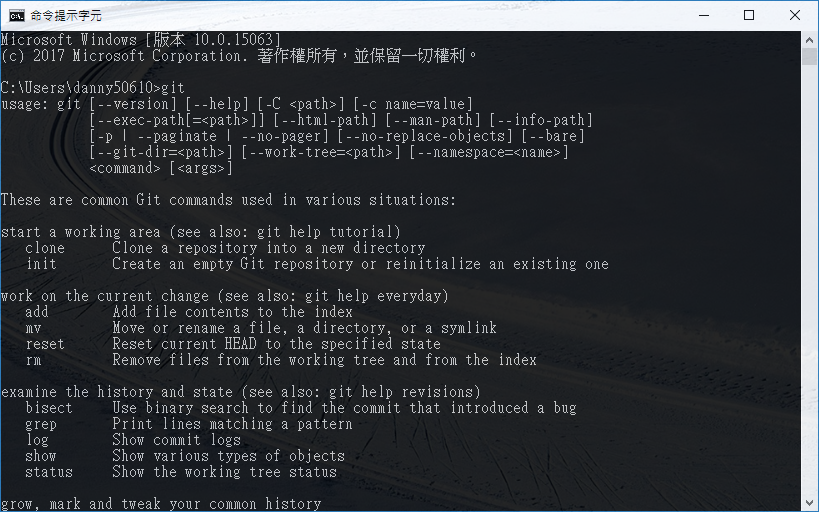 命令提示字元
Microsoft Windows [版本 10.0.15063]
(c) 2017 Microsoft Corporation. 著作權所有，並保留一切權利。
C:\Users\danny50610>git
usage: git [--version] [--help] [-C <path>] [-c name=value]
           [--exec-path[=<path>]] [--html-path] [--man-path] [--info-path]
           [-p | --paginate | --no-pager] [--no-replace-objects] [--bare]
           [--git-dir=<path>] [--work-tree=<path>] [--namespace=<name>]
           <command> [<args>]
These are common Git commands used in various situations:
start a working area (see also: git help tutorial)
   clone      Clone a repository into a new directory
   init       Create an empty Git repository or reinitialize an existing one
work on the current change (see also: git help everyday)
   add        Add file contents to the index
   mv         Move or rename a file, a directory, or a symlink
   reset      Reset current HEAD to the specified state
   rm         Remove files from the working tree and from the index
examine the history and state (see also: git help revisions)
   bisect     Use binary search to find the commit that introduced a bug
   grep       Print lines matching a pattern
   log        Show commit logs
   show       Show various types of objects
   status     Show the working tree status
grow, mark and tweak your common history